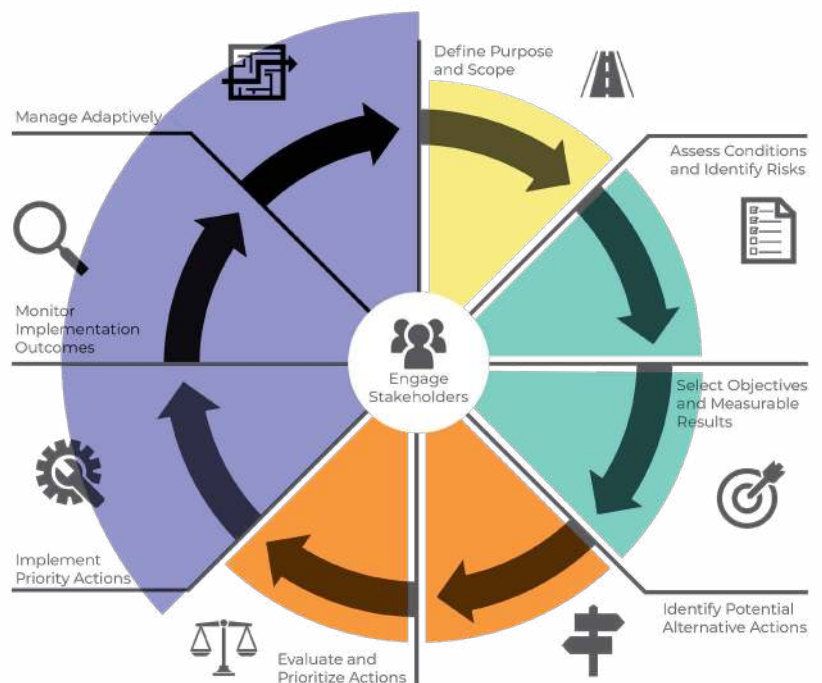 Define Purpose
and Scope
Assess Conditions
and Identify Risks
Select Objectives
and Measurable
Results
Identify Potential
Alternative Actions
Evaluate and
Prioritize Actions
Implement
Priority Actions
Monitor
Implementation
Outcomes
Manage Adaptively
Engage
Stakeholders